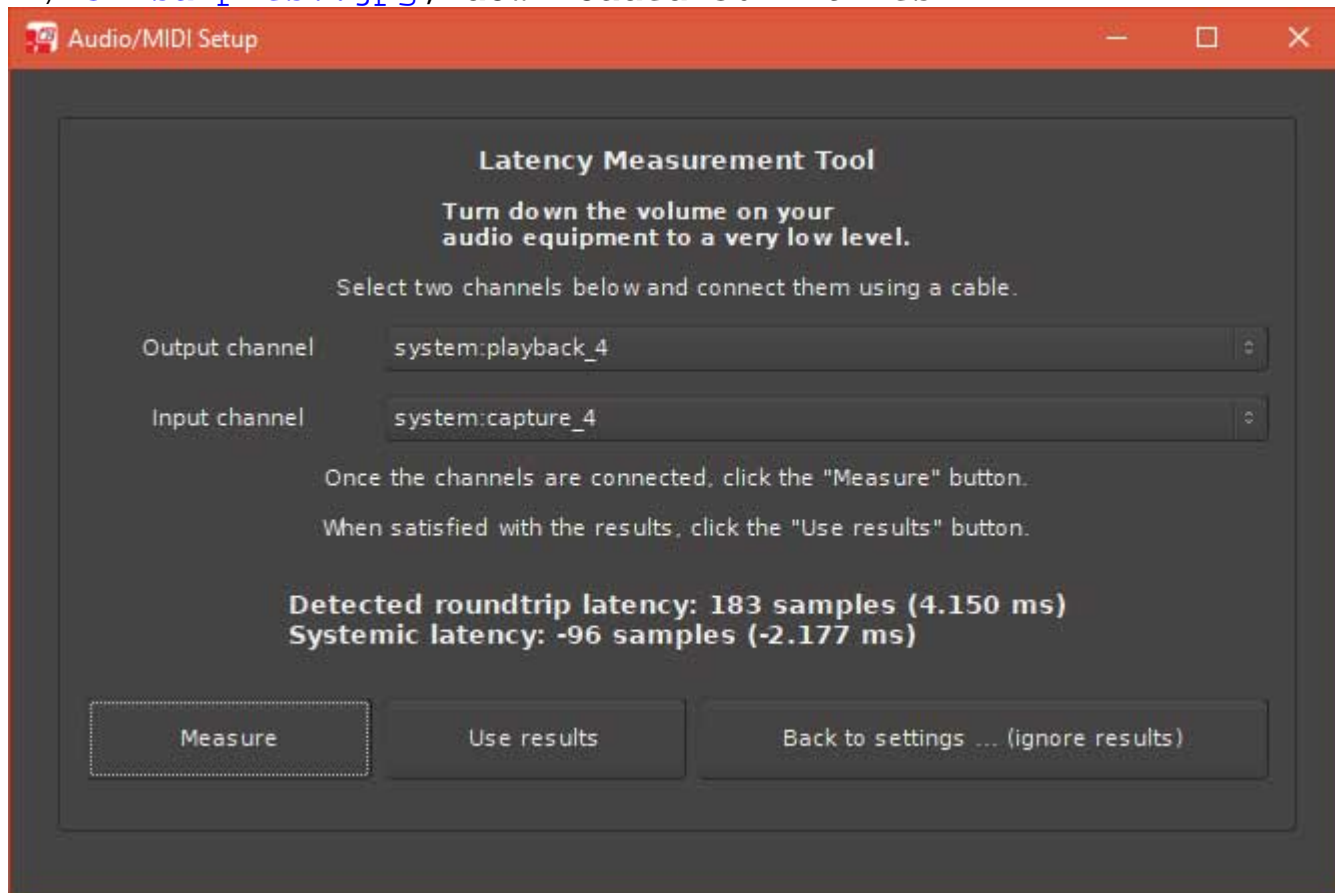 Audio/MIDI Setup
Latency Measurement Tool
Turn down the volume on your
audio equipment to a very low level.
Select two channels below and connect them using a cable.
Output channel
system:playback_4
Input channel
system:capture_4
Once the channels are connected, click the "Measure" button.
When satisfied with the results, click the "Use results" button.
Detected roundtrip latency: 183 samples (4.150 ms)
Systemic latency: -96 samples (-2.177 ms)
Measure
Use results
Back to settings ... (ignore results)